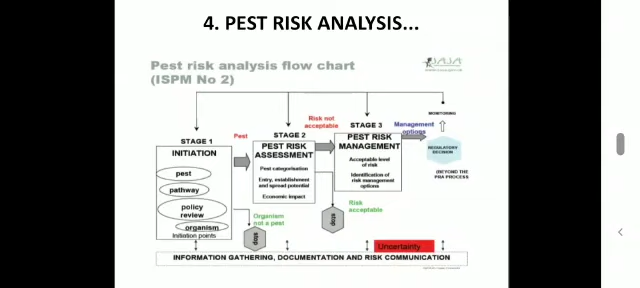 4. PEST RISK ANALYSIS...
Pest risk analysis flow chart
(ISPM No 2)
MONITORING
STAGE 1
Pest
STAGE 2
Risk not
acceptable
STAGE 3
Management
options
INITIATION
pest
pathway
policy
review
organism
Initiation points
PEST RISK
ASSESSMENT
Pest categorisation
Entry, establishment
and spread potential
Economic impact
PEST RISK
MANAGEMENT
Acceptable level
of risk
Identification of
risk management
options
REGULATORY
DECISION
(BEYOND THE
PRA PROCESS
Organism
not a pest
stop
stop
Risk
acceptable
Uncertainty
INFORMATION GATHERING, DOCUMENTATION AND RISK COMMUNICATION